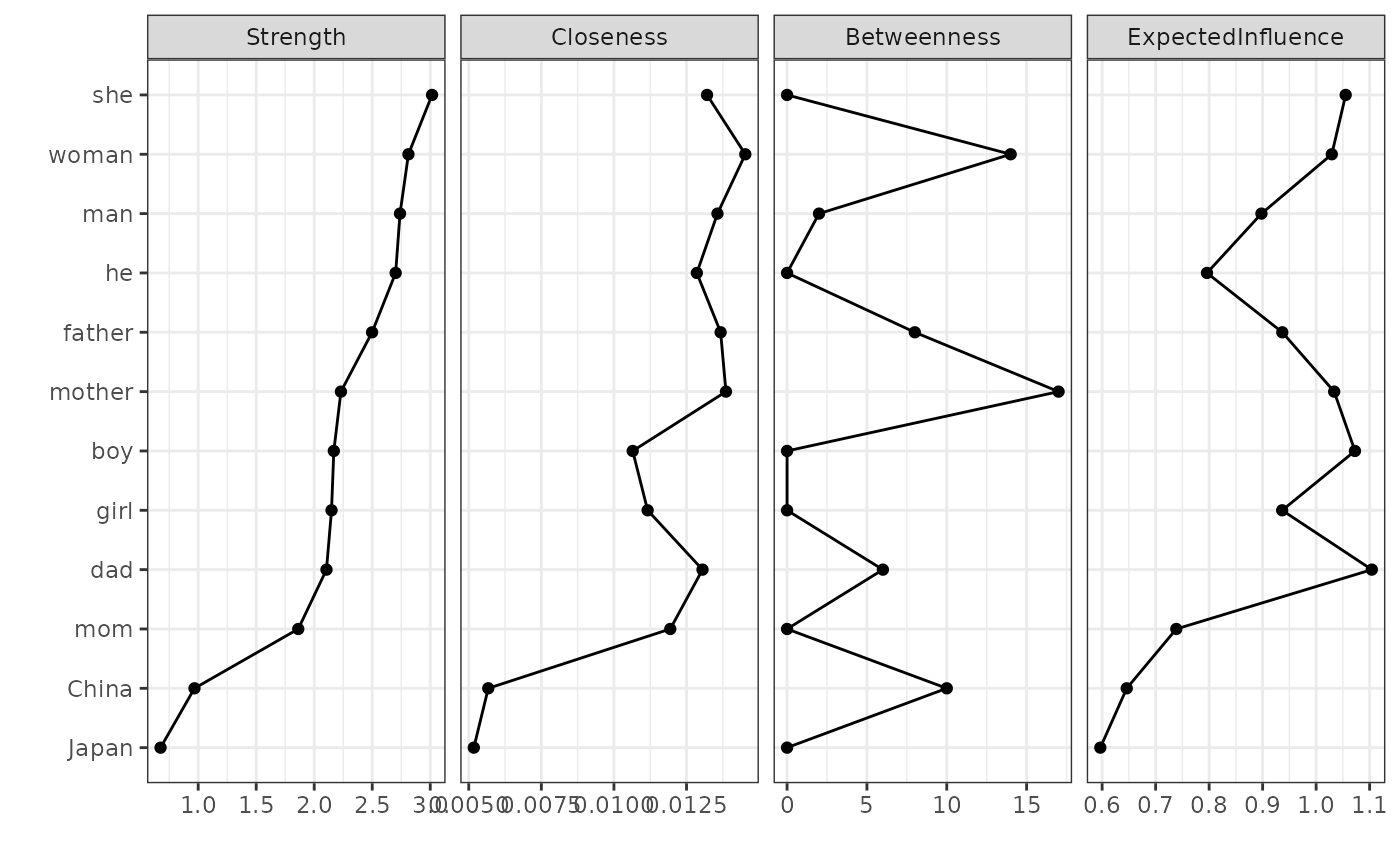 Strength Closeness Betweenness ExpectedInfluence
she
woman
man
he
father
mother
boy
girl
dad
mom
China
Japan
1.0 1.5 2.0 2.5 3.0 0.0050 0.0075 0.0100 0.0125 0 5 10 15 0.6 0.7 0.8 0.9 1.0 1.1